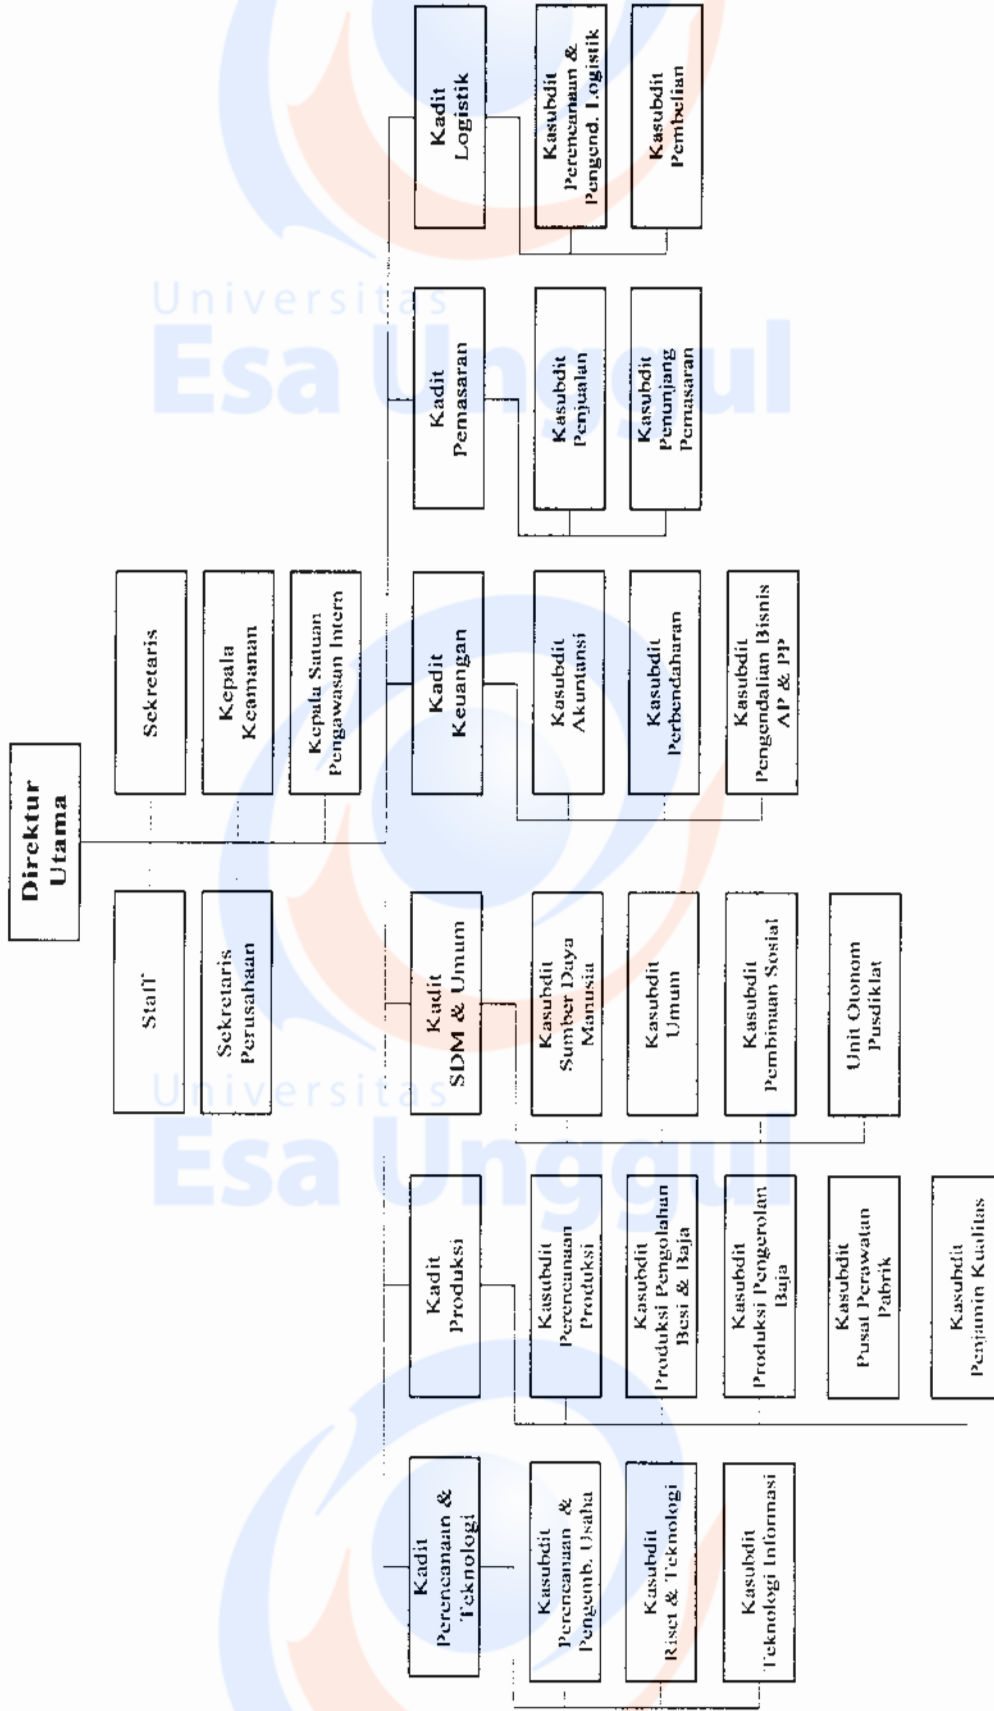 Direktur
Utama
Staff
Sekretaris
Sekretaris
Perusahaan
Kepala
Keamanan
Kepala Satuan
Pengawasan Intern
Kadit
Perencanaan &
Teknologi
Kadit
Produksi
Kadit
SDM & Umum
Kadit
Keuangan
Kadit
Pemasaran
Kadit
Logistik
Kasubdit
Perencanaan &
Pengemb. Usaha
Kasubdit
Riset & Teknologi
Kasubdit
Teknologi Informasi
Kasubdit
Perencanaan
Produksi
Kasubdit
Produksi Pengolahan
Besi & Baja
Kasubdit
Produksi Pengerolan
Baja
Kasubdit
Pusat Perawatan
Pabrik
Kasubdit
Penjamin Kualitas
Kasubdit
Sumber Daya
Manusia
Kasubdit
Umum
Kasubdit
Pembinaan Sosial
Unit Otonom
Pusdiklat
Kasubdit
Akuntansi
Kasubdit
Perbendaharan
Kasubdit
Pengendalian Bisnis
AP & PP
Kasubdit
Penjualan
Kasubdit
Penunjang
Pemasaran
Kasubdit
Perencanaan &
Pengend. Logistik
Kasubdit
Pembelian
Universitas
Esa Unggul
Universitas
Esa Unggul